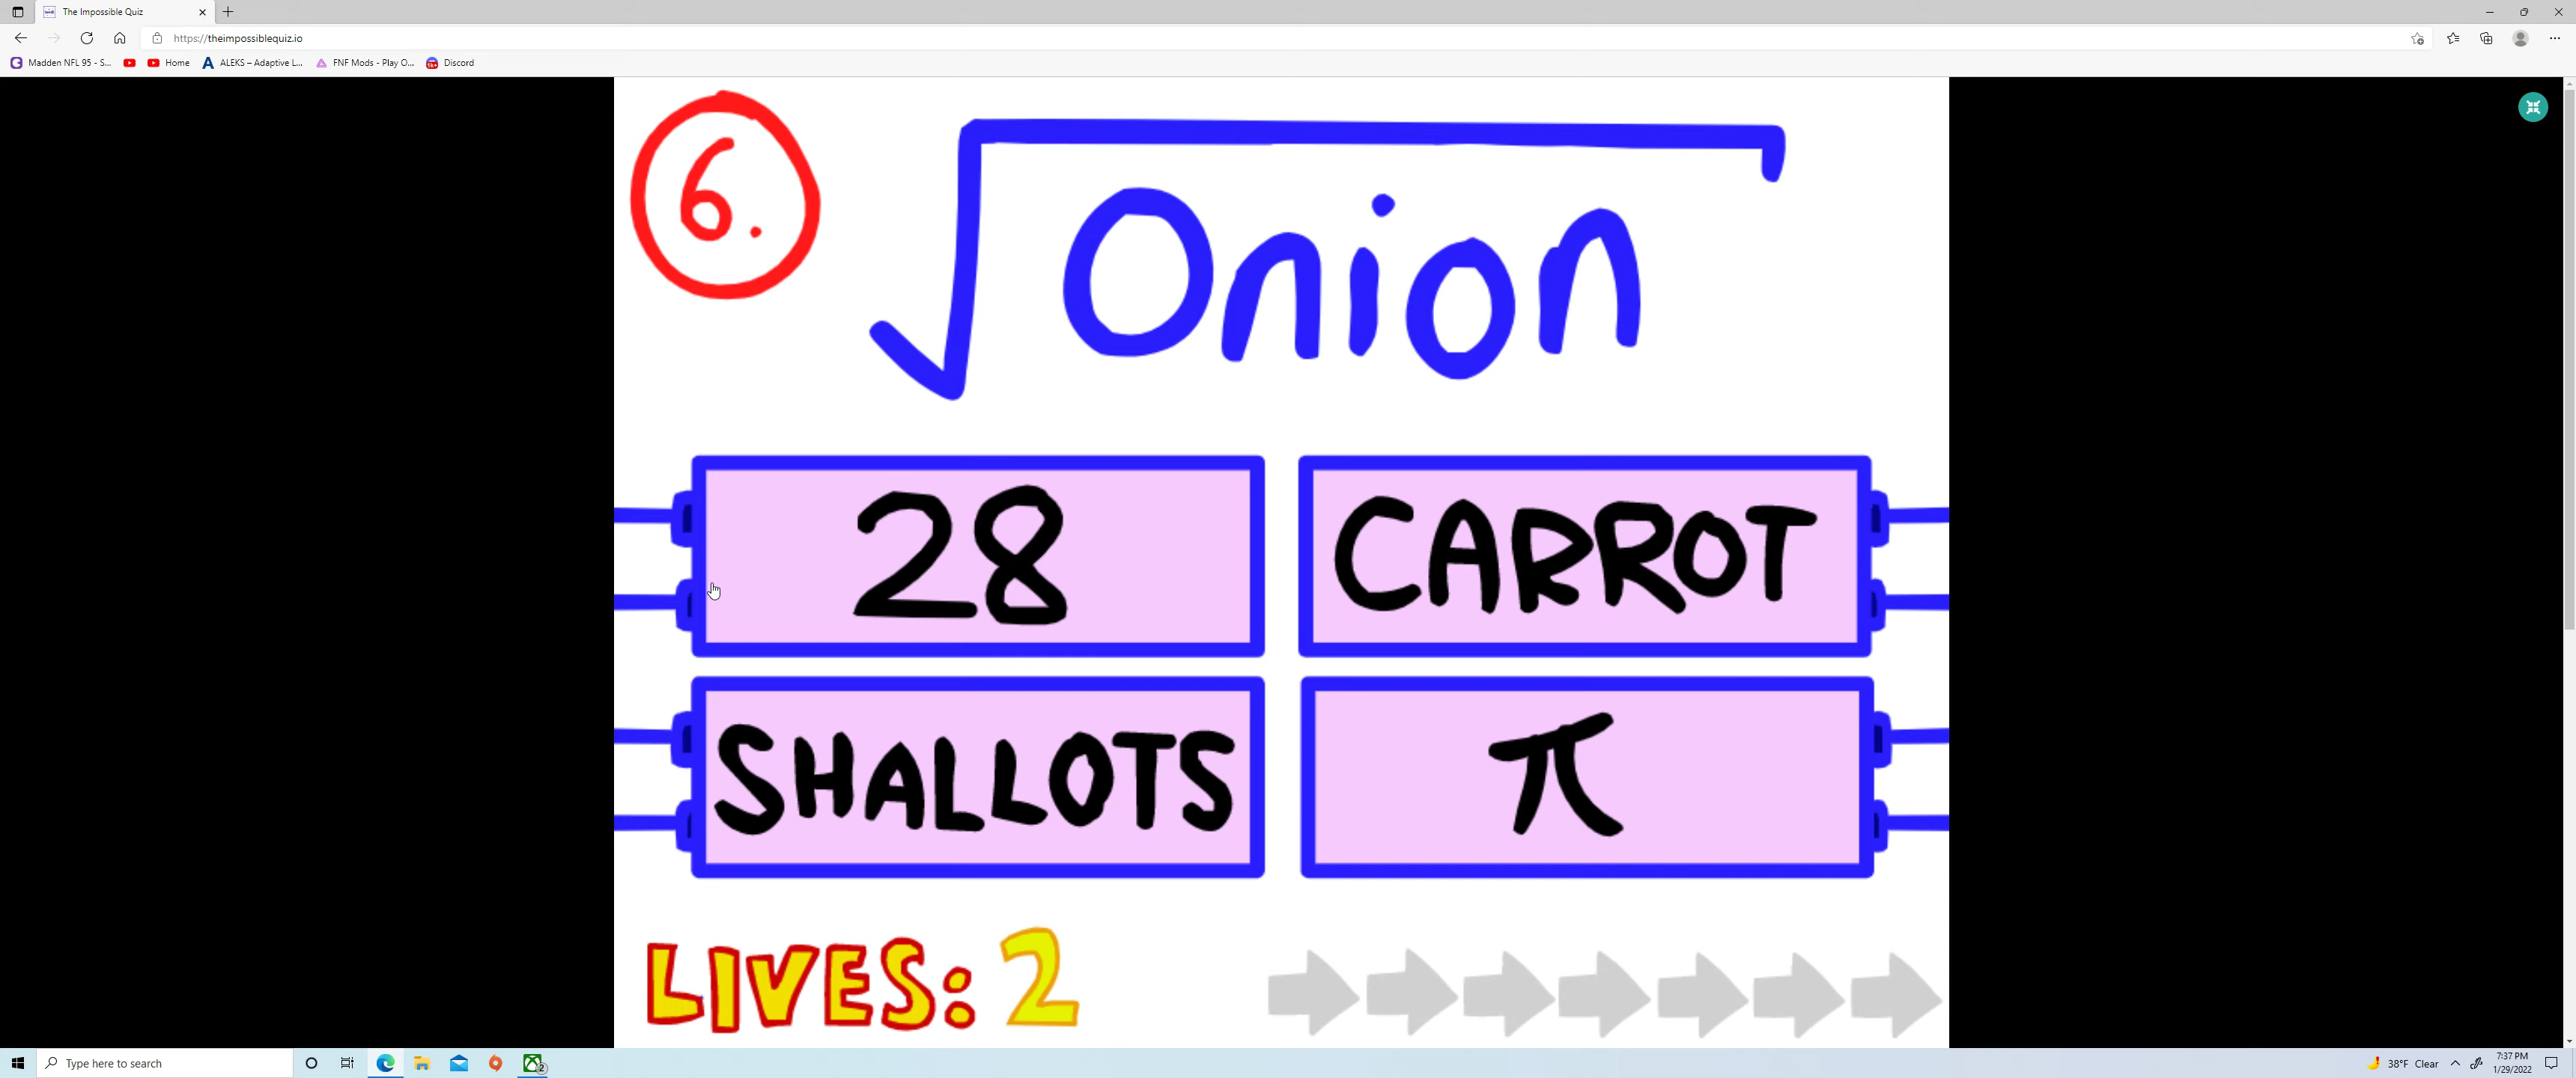 The Impossible Quiz
https://theimpossiblequiz.io
Madden NFL 95 - S... Home ALEKS – Adaptive L... FNF Mods - Play O... Discord
6.
√Onion
28 CARROT
SHALLOTS π
LIVES: 2
Type here to search
2
38°F Clear
7:37 PM
1/29/2022